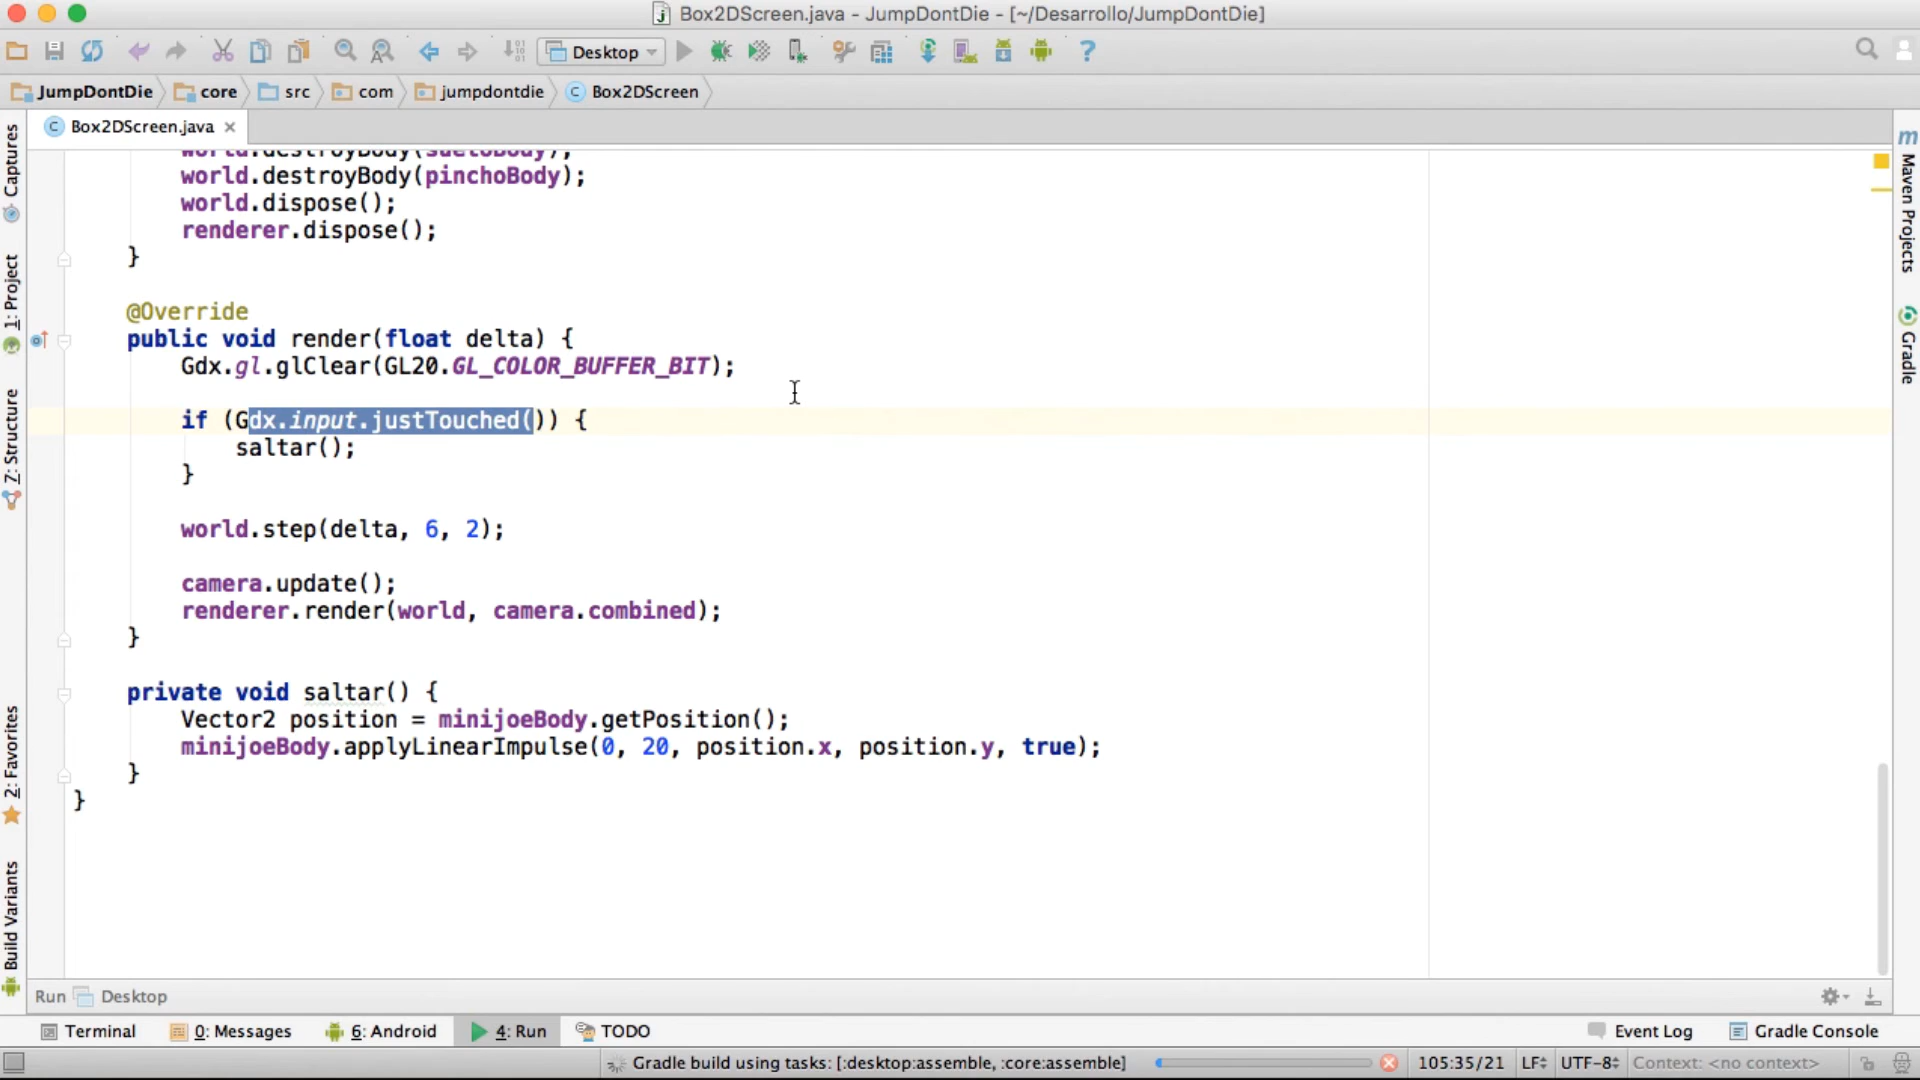 Box2DScreen.java - JumpDontDie - [~/Desarrollo/JumpDontDie]
Desktop
JumpDontDie core src com jumpdontdie Box2DScreen
Box2DScreen.java
world.destroyBody(sueloBody);
world.destroyBody(pinchoBody);
world.dispose();
renderer.dispose();
}
@Override
public void render(float delta) {
Gdx.gl.glClear(GL20.GL_COLOR_BUFFER_BIT);
if (Gdx.input.justTouched()) {
saltar();
}
world.step(delta, 6, 2);
camera.update();
renderer.render(world, camera.combined);
}
private void saltar() {
Vector2 position = minijoeBody.getPosition();
minijoeBody.applyLinearImpulse(0, 20, position.x, position.y, true);
}
}
Captures
1: Project
7: Structure
2: Favorites
Build Variants
Maven Projects
Gradle
Run Desktop
Terminal 0: Messages 6: Android 4: Run TODO Event Log Gradle Console
Gradle build using tasks: [:desktop:assemble, :core:assemble] 105:35/21 LF UTF-8 Context: <no context>